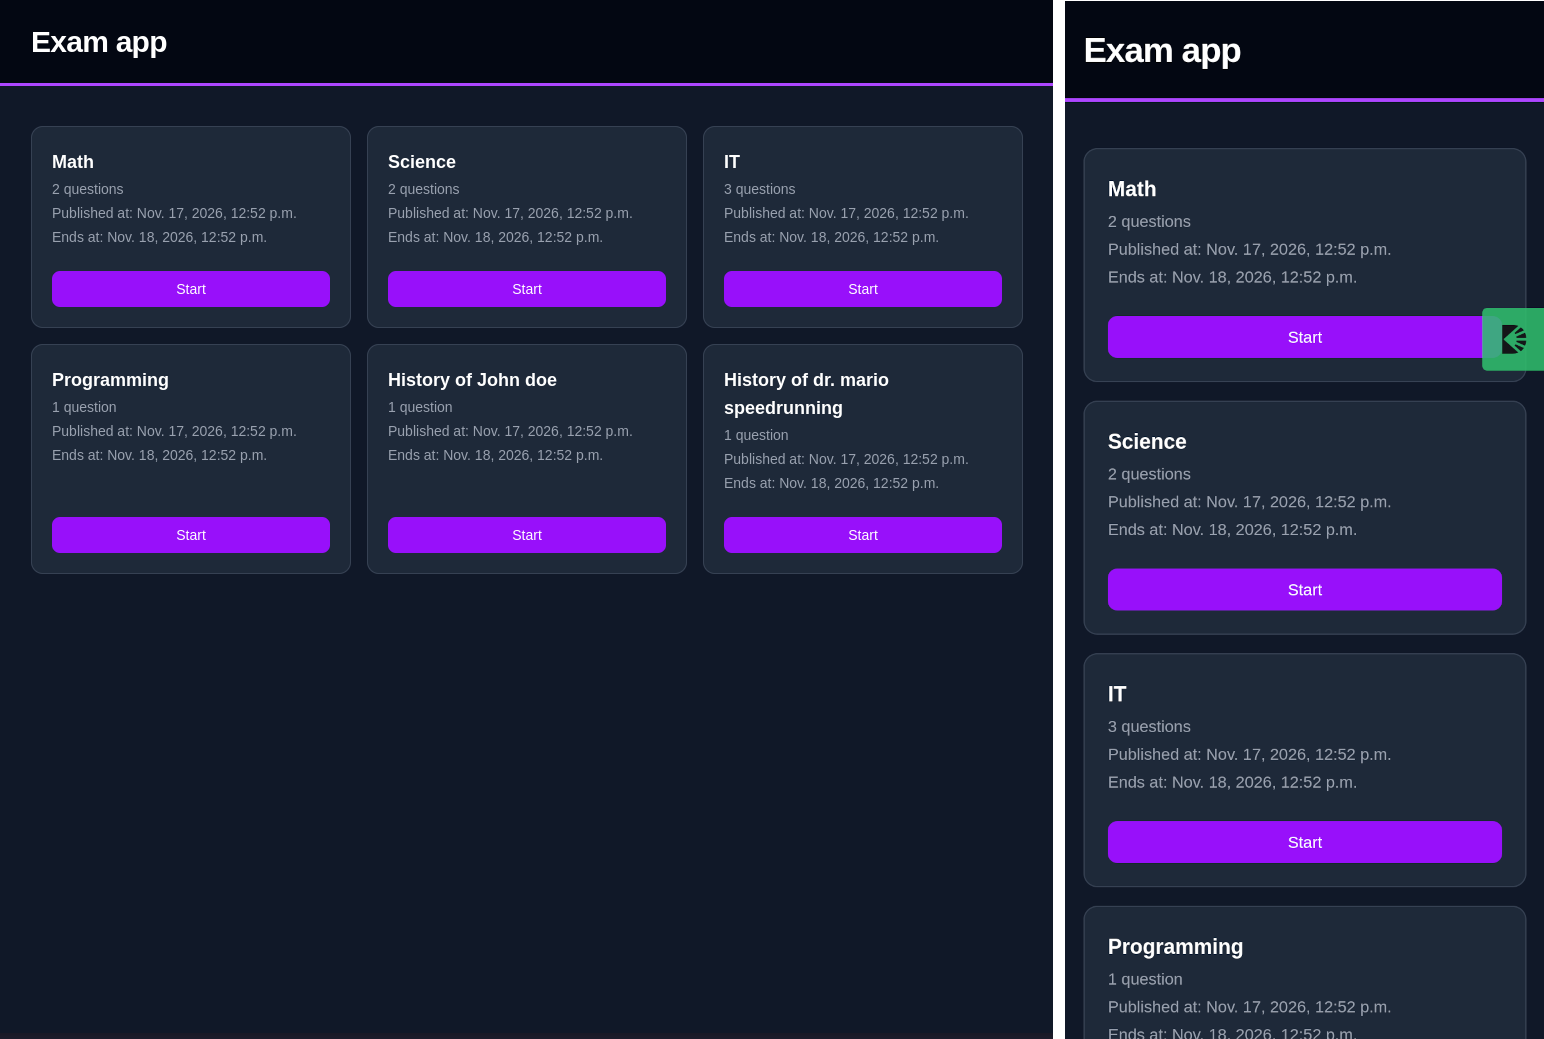 Exam app
Math
2 questions
Published at: Nov. 17, 2026, 12:52 p.m.
Ends at: Nov. 18, 2026, 12:52 p.m.
Start
Science
2 questions
Published at: Nov. 17, 2026, 12:52 p.m.
Ends at: Nov. 18, 2026, 12:52 p.m.
Start
IT
3 questions
Published at: Nov. 17, 2026, 12:52 p.m.
Ends at: Nov. 18, 2026, 12:52 p.m.
Start
Programming
1 question
Published at: Nov. 17, 2026, 12:52 p.m.
Ends at: Nov. 18, 2026, 12:52 p.m.
Start
History of John doe
1 question
Published at: Nov. 17, 2026, 12:52 p.m.
Ends at: Nov. 18, 2026, 12:52 p.m.
Start
History of dr. mario
speedrunning
1 question
Published at: Nov. 17, 2026, 12:52 p.m.
Ends at: Nov. 18, 2026, 12:52 p.m.
Start
Exam app
Math
2 questions
Published at: Nov. 17, 2026, 12:52 p.m.
Ends at: Nov. 18, 2026, 12:52 p.m.
Start
Science
2 questions
Published at: Nov. 17, 2026, 12:52 p.m.
Ends at: Nov. 18, 2026, 12:52 p.m.
Start
IT
3 questions
Published at: Nov. 17, 2026, 12:52 p.m.
Ends at: Nov. 18, 2026, 12:52 p.m.
Start
Programming
1 question
Published at: Nov. 17, 2026, 12:52 p.m.
Ends at: Nov. 18, 2026, 12:52 p.m.